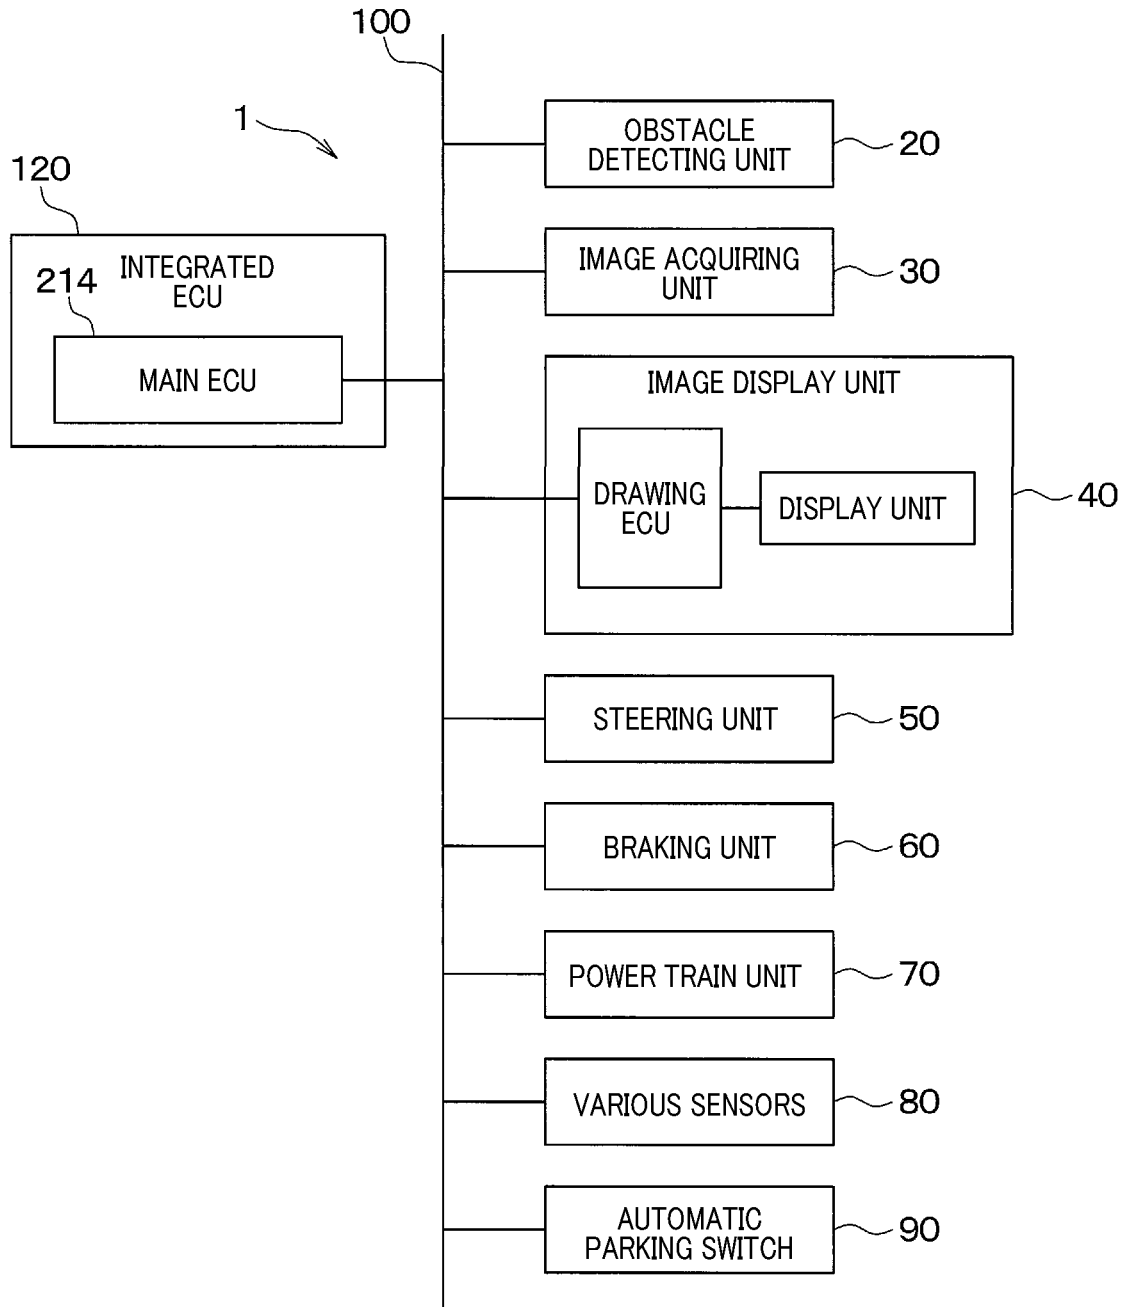 100
1
120
INTEGRATED
ECU
214
MAIN ECU
OBSTACLE
DETECTING UNIT
20
IMAGE ACQUIRING
UNIT
30
IMAGE DISPLAY UNIT
DRAWING
ECU
DISPLAY UNIT
40
STEERING UNIT
50
BRAKING UNIT
60
POWER TRAIN UNIT
70
VARIOUS SENSORS
80
AUTOMATIC
PARKING SWITCH
90